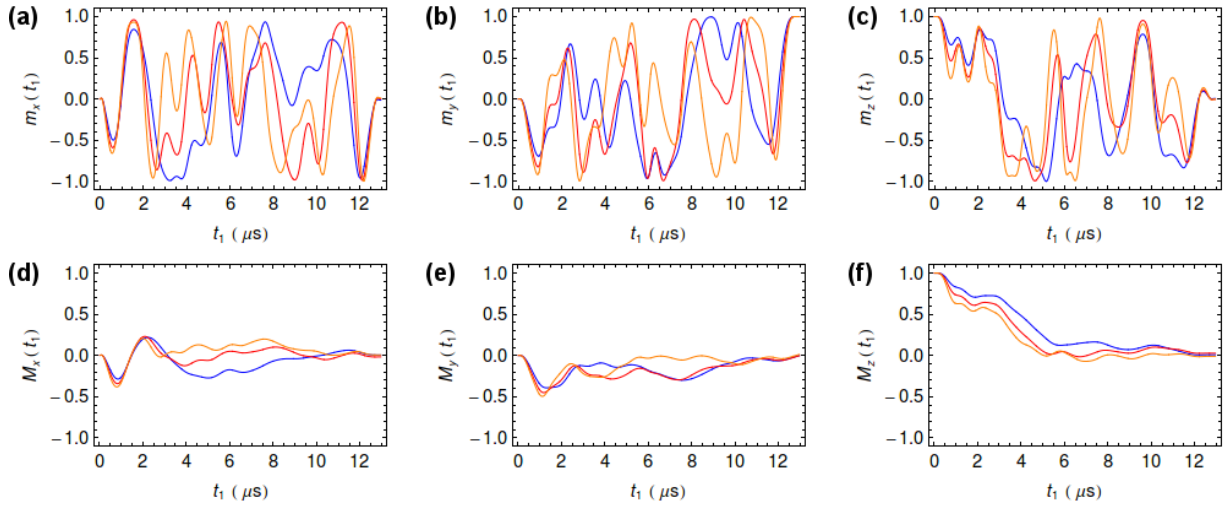 (a) (b) (c)
1.0 1.0 1.0
0.5 0.5 0.5
0.0 0.0 0.0
−0.5 −0.5 −0.5
−1.0 −1.0 −1.0
m_x(t_1) m_y(t_1) m_z(t_1)
0 2 4 6 8 10 12 0 2 4 6 8 10 12 0 2 4 6 8 10 12
t_1 (μs) t_1 (μs) t_1 (μs)
(d) (e) (f)
1.0 1.0 1.0
0.5 0.5 0.5
0.0 0.0 0.0
−0.5 −0.5 −0.5
−1.0 −1.0 −1.0
M_x(t_1) M_y(t_1) M_z(t_1)
0 2 4 6 8 10 12 0 2 4 6 8 10 12 0 2 4 6 8 10 12
t_1 (μs) t_1 (μs) t_1 (μs)